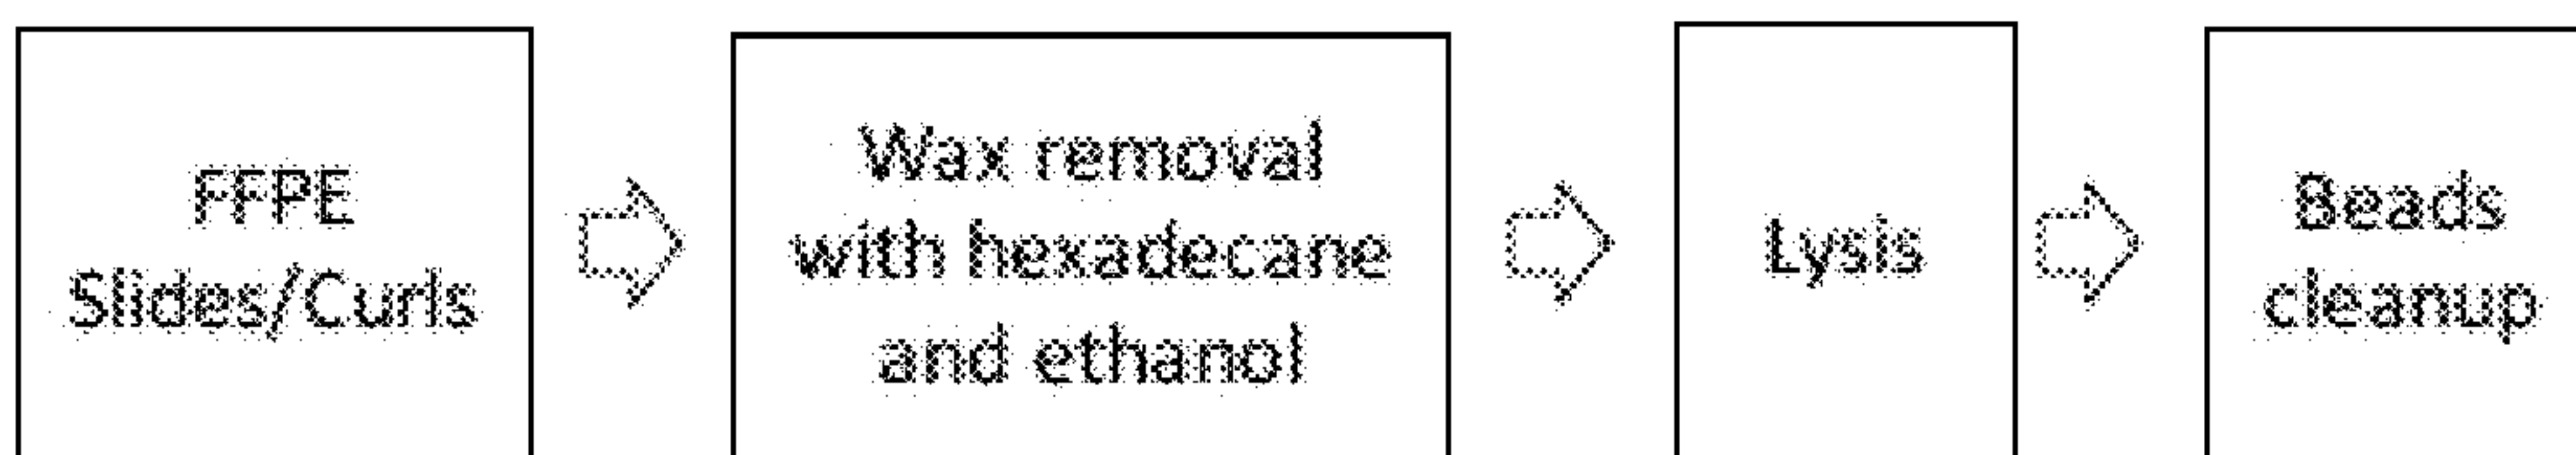 FFPE
Slides/Curls
Wax removal
with hexadecane
and ethanol
Lysis
Beads
cleanup